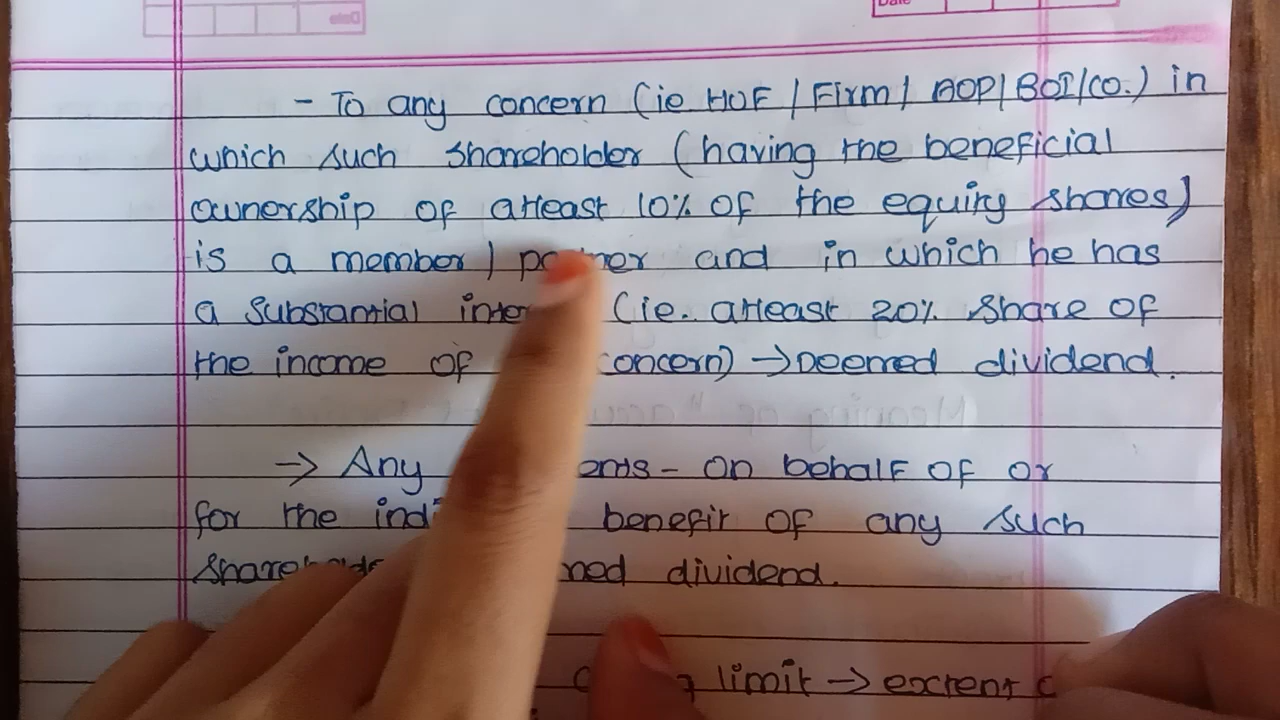 Date
- To any concern (ie HUF / Firm / AOP/BOI/Co.) in
which such shareholder (having the beneficial
ownership of atleast 10% of the equity shares)
is a member / partner and in which he has
a substantial (ie. atleast 20% share of
the income of concern) → Deemed dividend.
→ Any on behalf of or
for the benefit of any such
dividend.
limit → extent